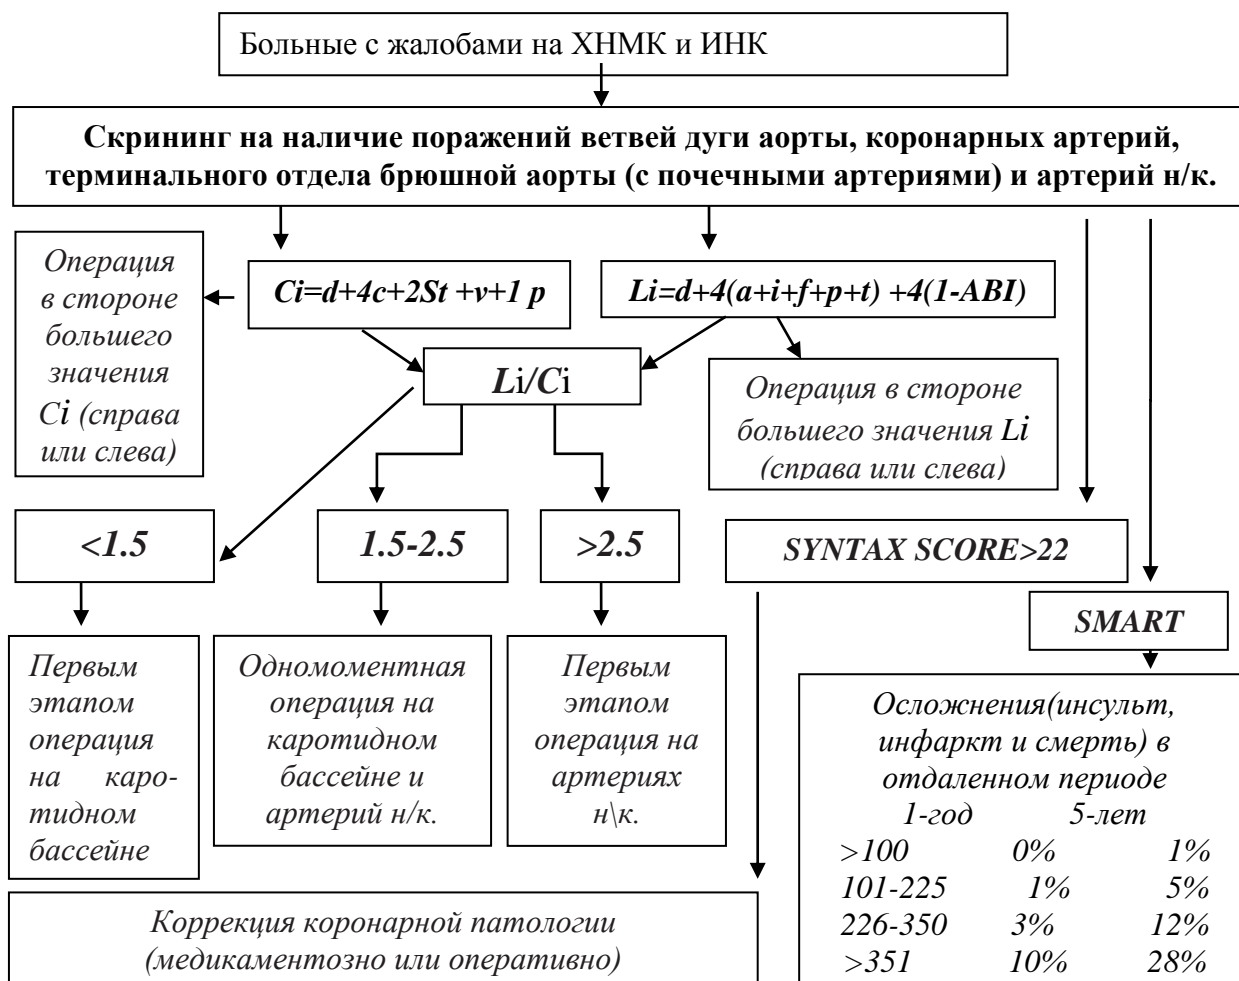 Больные с жалобами на ХНМК и ИНК
Скрининг на наличие поражений ветвей дуги аорты, коронарных артерий,
терминального отдела брюшной аорты (с почечными артериями) и артерий н/к.
Операция
в стороне
большего
значения
Ci (справа
или слева)
Ci=d+4c+2St +v+1 p
Li=d+4(a+i+f+p+t) +4(1-ABI)
Li/Ci
Операция в стороне
большего значения Li
(справа или слева)
<1.5
1.5-2.5
>2.5
SYNTAX SCORE>22
SMART
Первым
этапом
операция
на каро-
тидном
бассейне
Одномоментная
операция на
каротидном
бассейне и
артерий н/к.
Первым
этапом
операция на
артериях
н\к.
Осложнения(инсульт,
инфаркт и смерть) в
отдаленном периоде
1-год 5-лет
>100 0% 1%
101-225 1% 5%
226-350 3% 12%
>351 10% 28%
Коррекция коронарной патологии
(медикаментозно или оперативно)